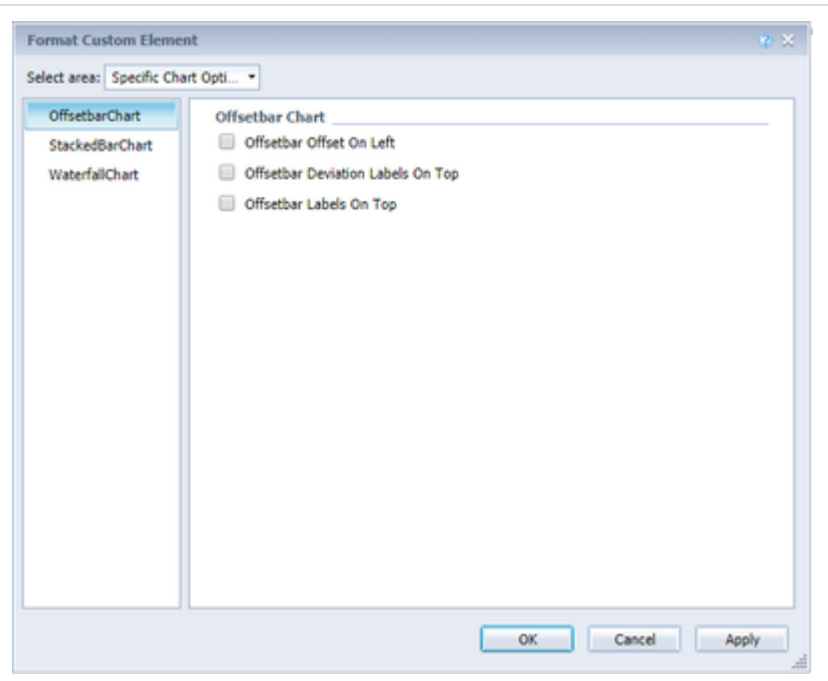 Format Custom Element
Select area: Specific Chart Opti...
OffsetbarChart
StackedBarChart
WaterfallChart
Offsetbar Chart
Offsetbar Offset On Left
Offsetbar Deviation Labels On Top
Offsetbar Labels On Top
OK Cancel Apply